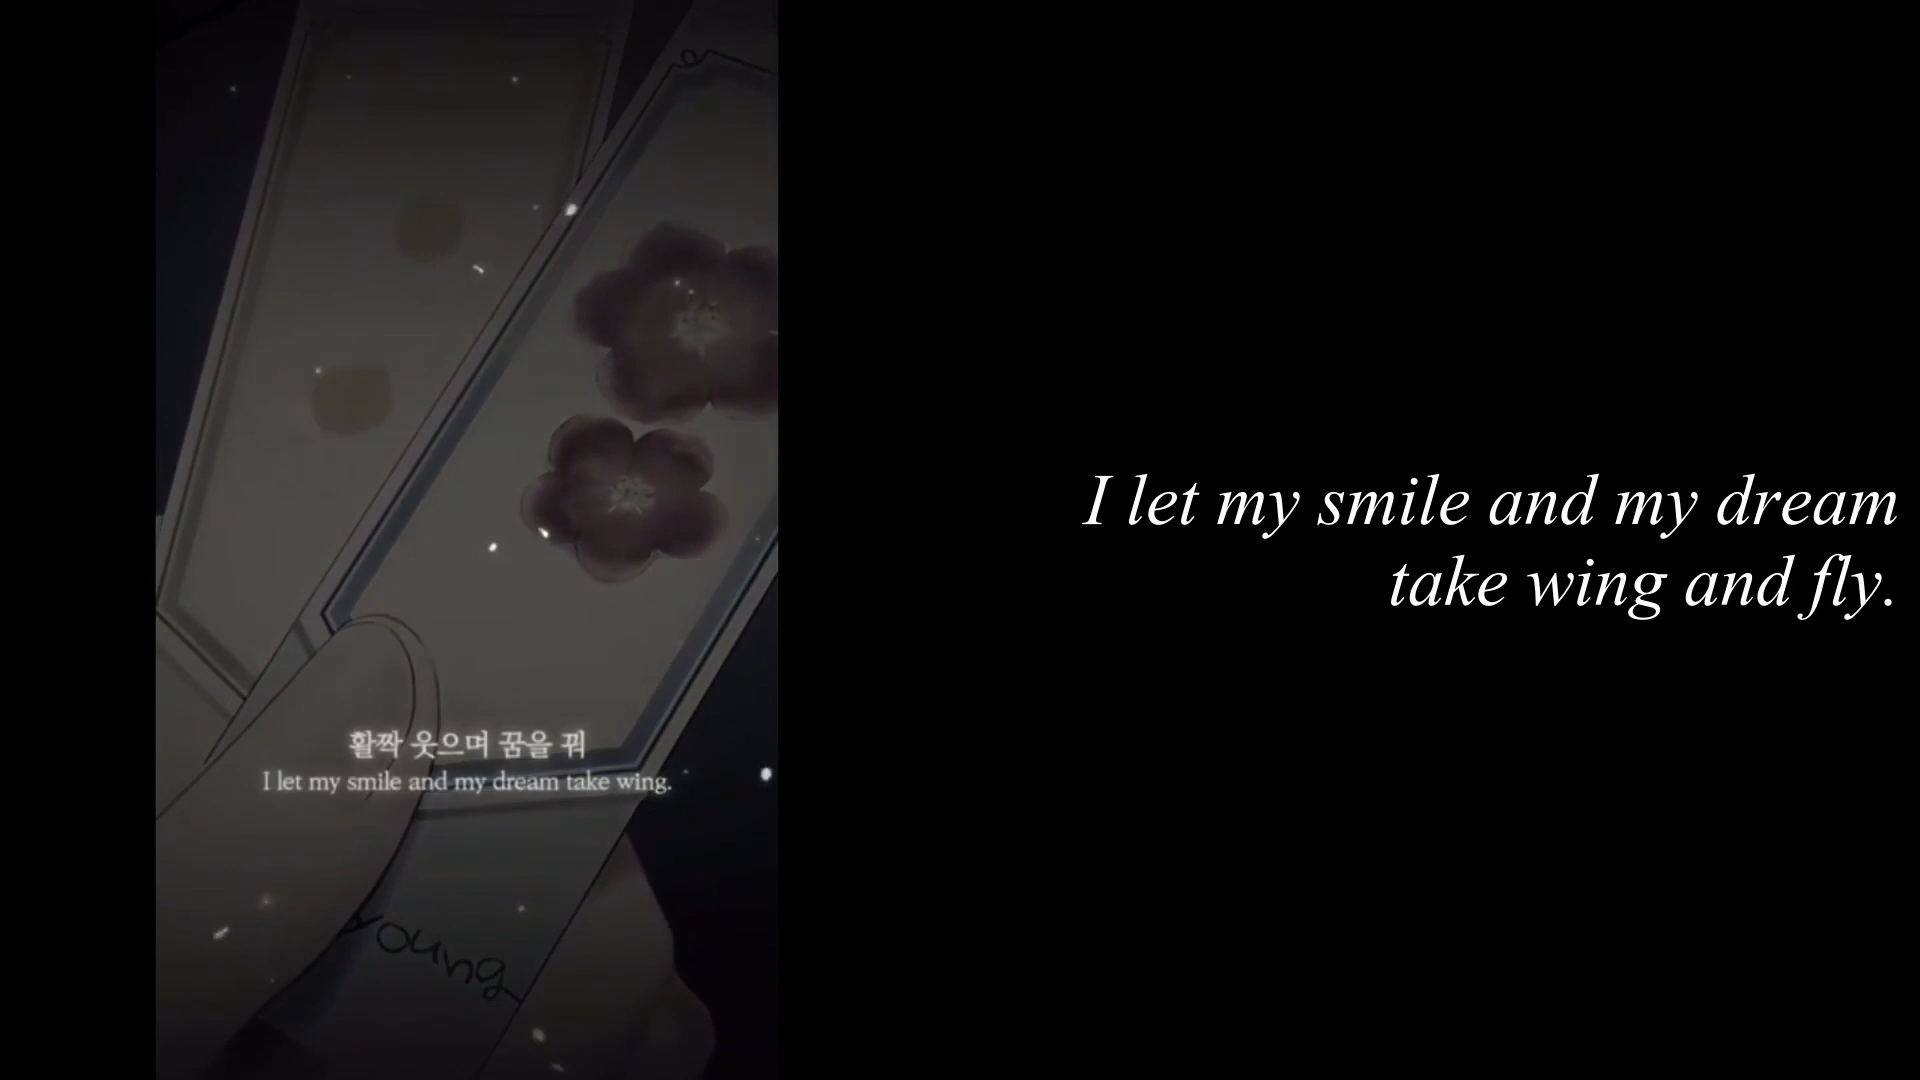 활짝 웃으며 꿈을 꿔
I let my smile and my dream take wing.
young
I let my smile and my dream
take wing and fly.